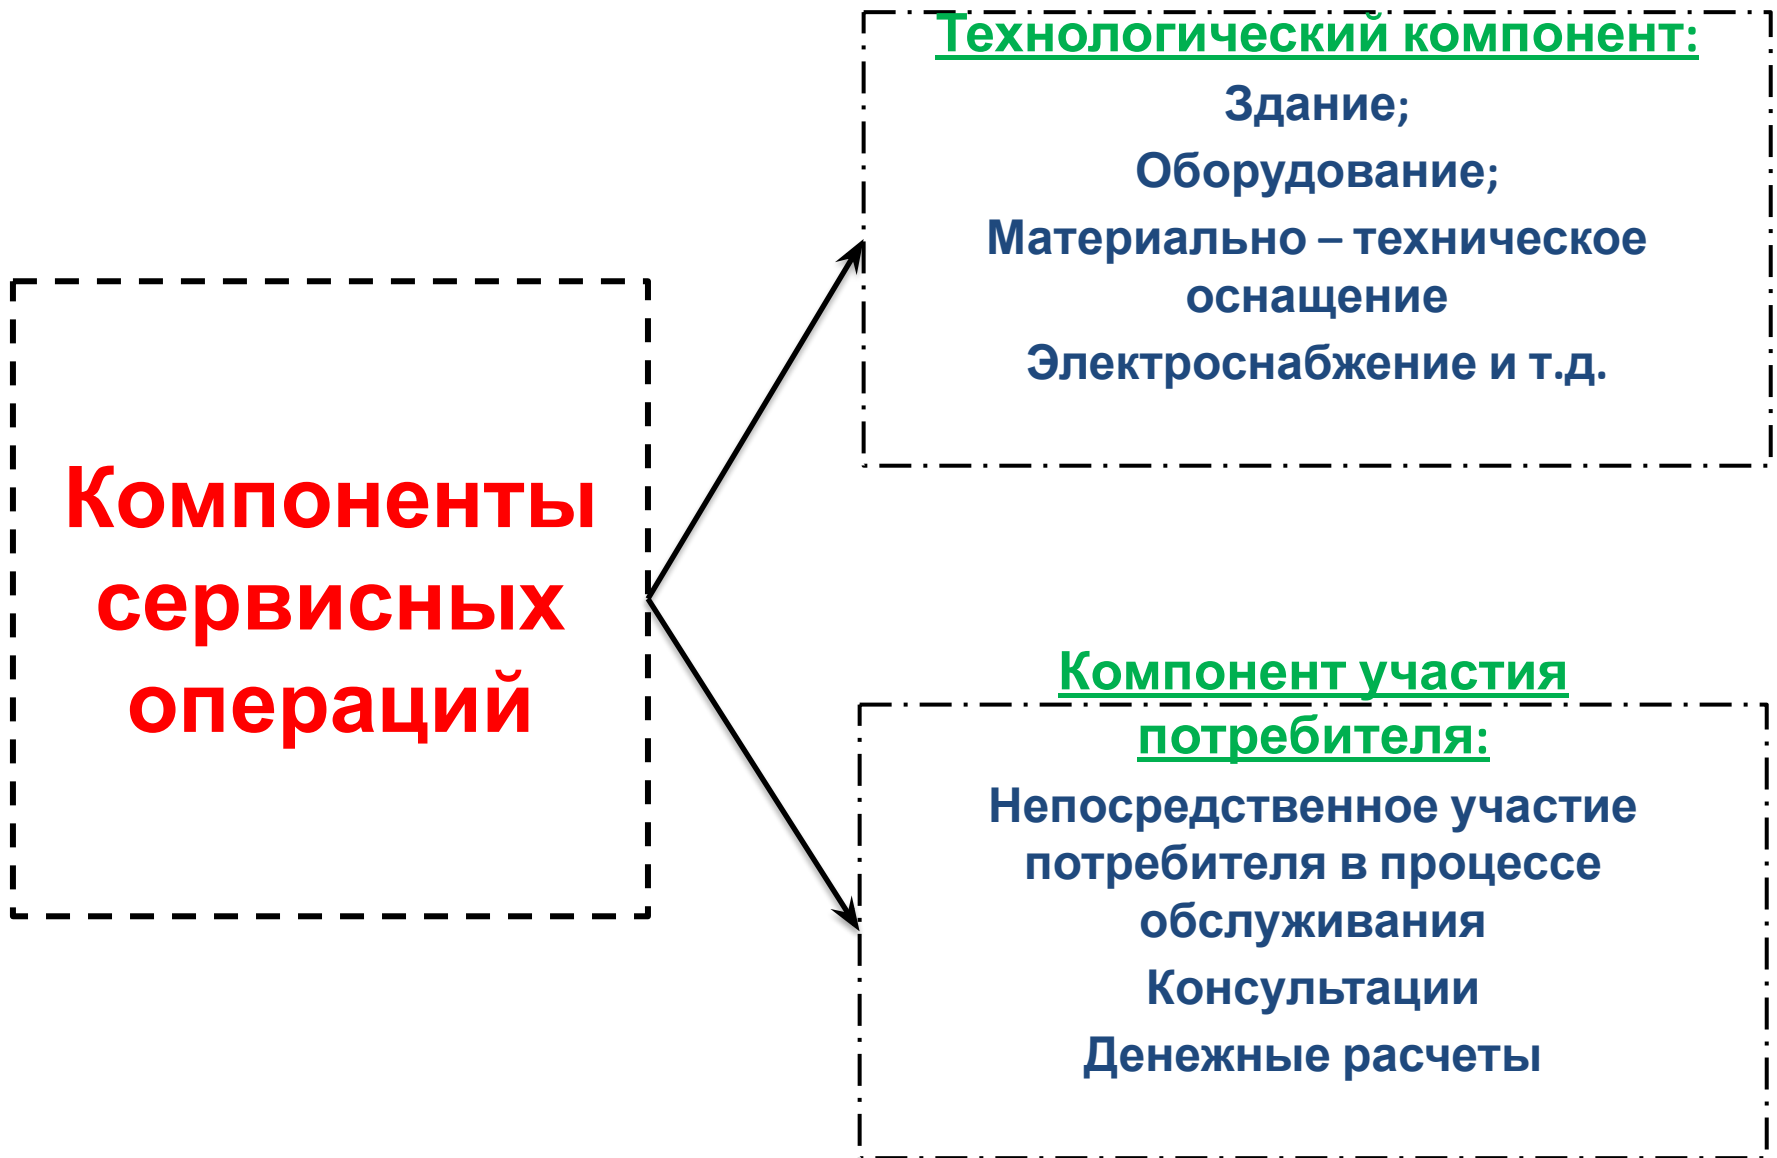 Компоненты
сервисных
операций
Технологический компонент:
Здание;
Оборудование;
Материально – техническое
оснащение
Электроснабжение и т.д.
Компонент участия
потребителя:
Непосредственное участие
потребителя в процессе
обслуживания
Консультации
Денежные расчеты